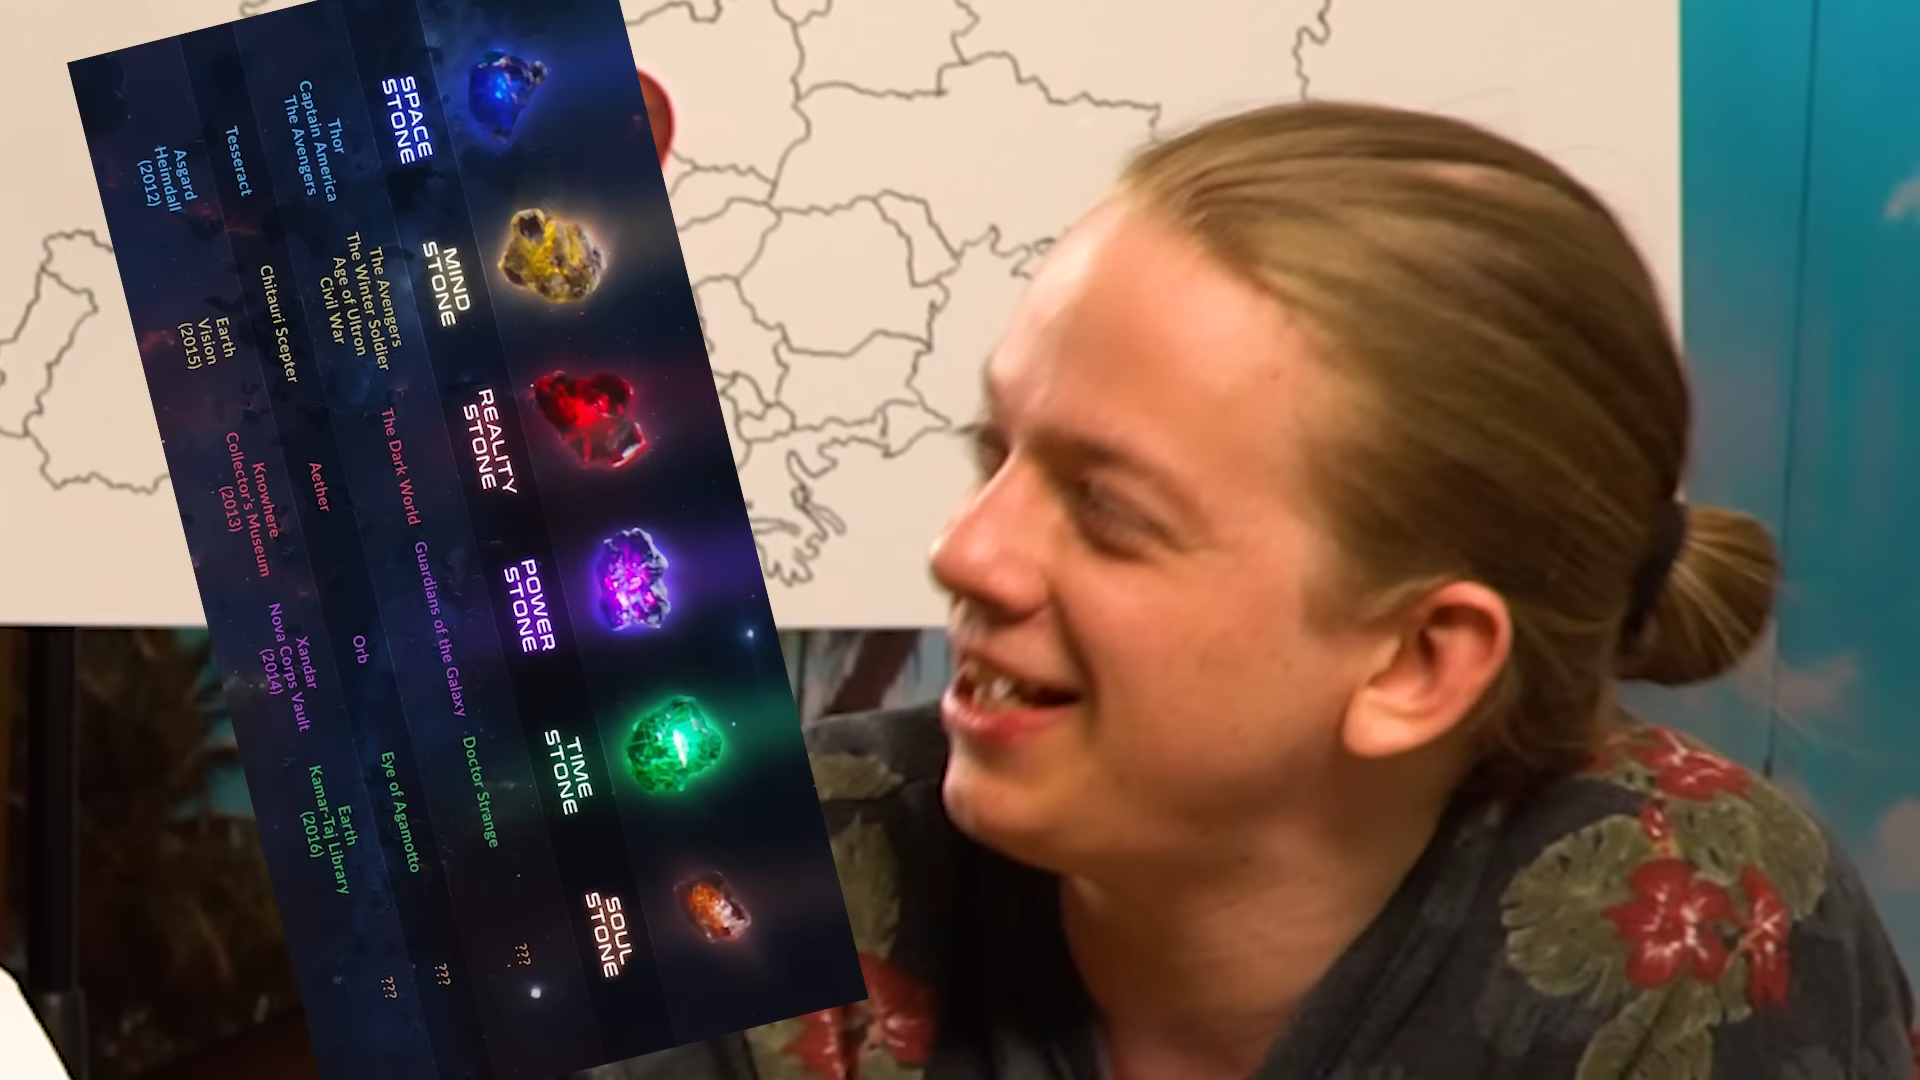 SPACE
STONE
Thor
Captain America
The Avengers
Tesseract
Asgard
Heimdall
(2012)
MIND
STONE
The Avengers
The Winter Soldier
Age of Ultron
Civil War
Chitauri Scepter
Earth
Vision
(2015)
REALITY
STONE
The Dark World
Aether
Knowhere
Collector's Museum
(2013)
POWER
STONE
Guardians of the Galaxy
Orb
Xandar
Nova Corps Vault
(2014)
TIME
STONE
Doctor Strange
Eye of Agamotto
Earth
Kamar-Taj Library
(2016)
SOUL
STONE
???
???
???